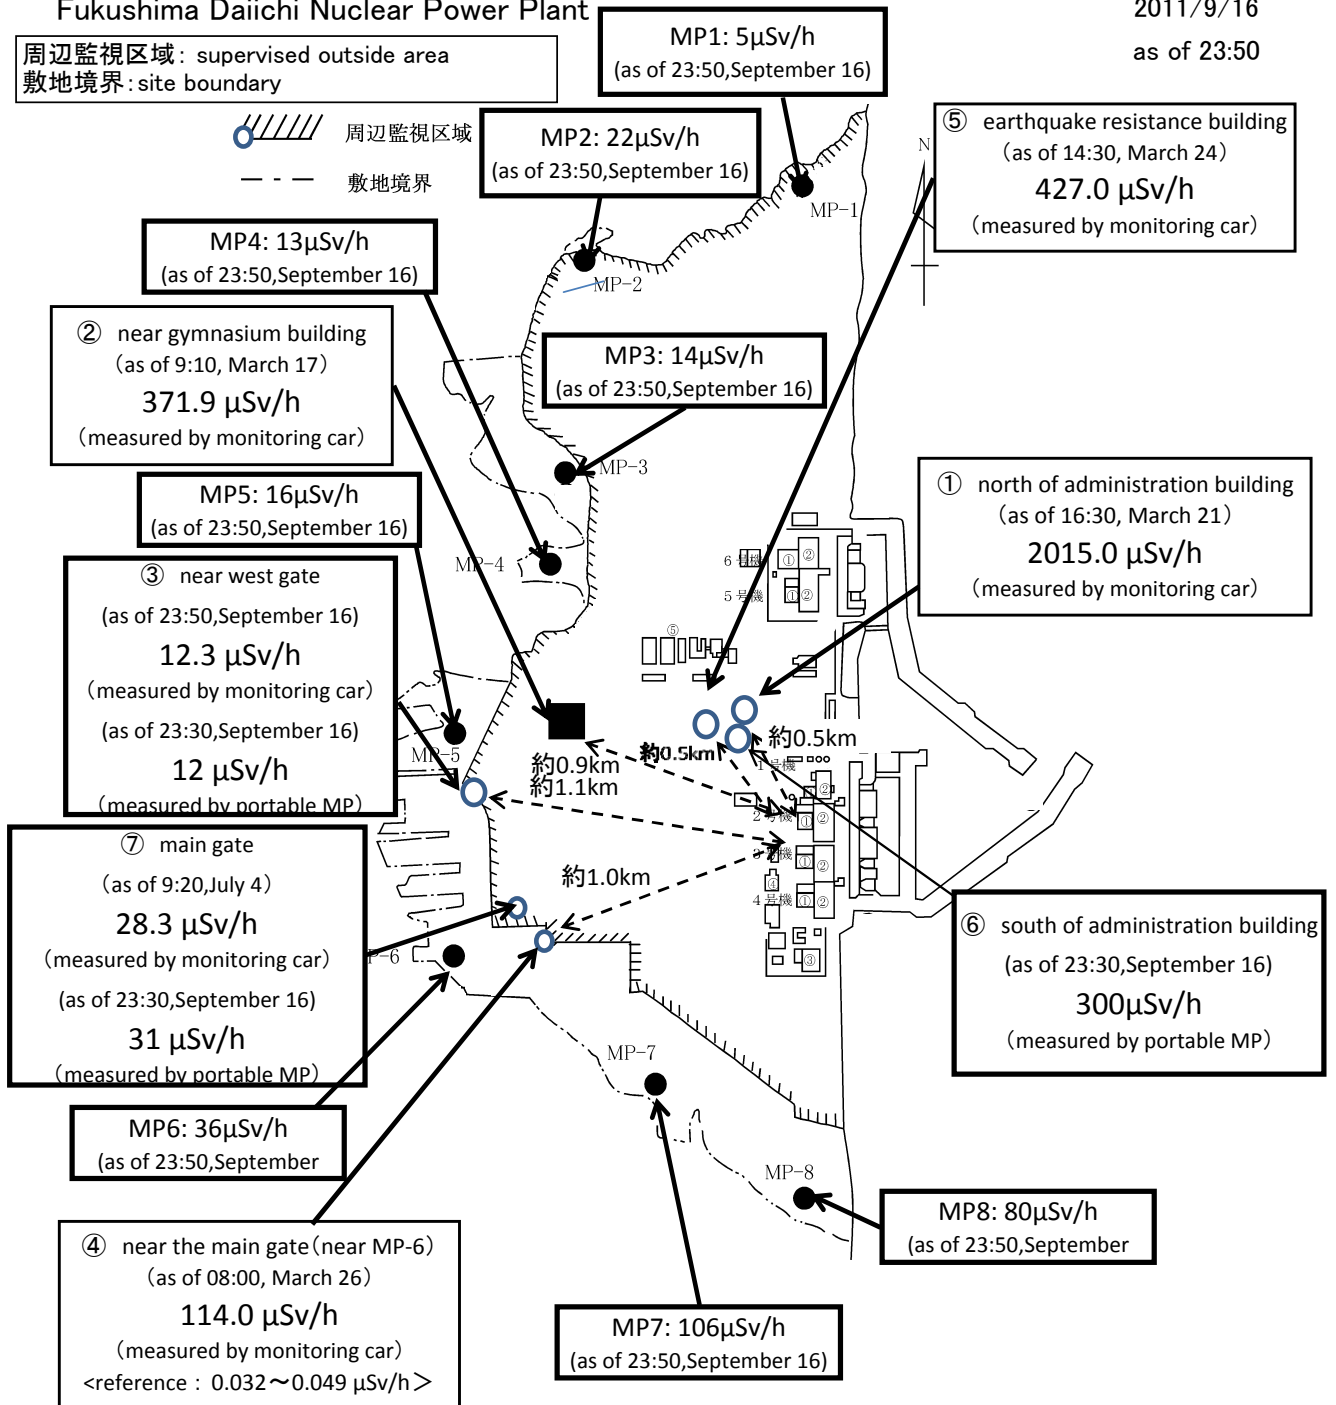 Fukushima Daiichi Nuclear Power Plant
2011/9/16
as of 23:50
周辺監視区域: supervised outside area
敷地境界:site boundary
周辺監視区域
敷地境界
MP1: 5μSv/h
(as of 23:50,September 16)
MP2: 22μSv/h
(as of 23:50,September 16)
⑤ earthquake resistance building
(as of 14:30, March 24)
427.0 μSv/h
(measured by monitoring car)
N
MP-1
MP4: 13μSv/h
(as of 23:50,September 16)
MP-2
② near gymnasium building
(as of 9:10, March 17)
371.9 μSv/h
(measured by monitoring car)
MP3: 14μSv/h
(as of 23:50,September 16)
MP-3
MP5: 16μSv/h
(as of 23:50,September 16)
① north of administration building
(as of 16:30, March 21)
2015.0 μSv/h
(measured by monitoring car)
MP-4
6号機
① ②
5号機
① ②
③ near west gate
(as of 23:50,September 16)
12.3 μSv/h
(measured by monitoring car)
(as of 23:30,September 16)
12 μSv/h
(measured by portable MP)
⑤
MP-5
約0.9km
約1.1km
約0.5km
約0.5km
1号機
②
2号機
① ②
3号機
① ②
4号機
① ②
④
③
約1.0km
⑦ main gate
(as of 9:20,July 4)
28.3 μSv/h
(measured by monitoring car)
(as of 23:30,September 16)
31 μSv/h
(measured by portable MP)
P-6
⑥ south of administration building
(as of 23:30,September 16)
300μSv/h
(measured by portable MP)
MP-7
MP6: 36μSv/h
(as of 23:50,September
MP-8
MP8: 80μSv/h
(as of 23:50,September
④ near the main gate(near MP-6)
(as of 08:00, March 26)
114.0 μSv/h
(measured by monitoring car)
<reference : 0.032～0.049 μSv/h＞
MP7: 106μSv/h
(as of 23:50,September 16)